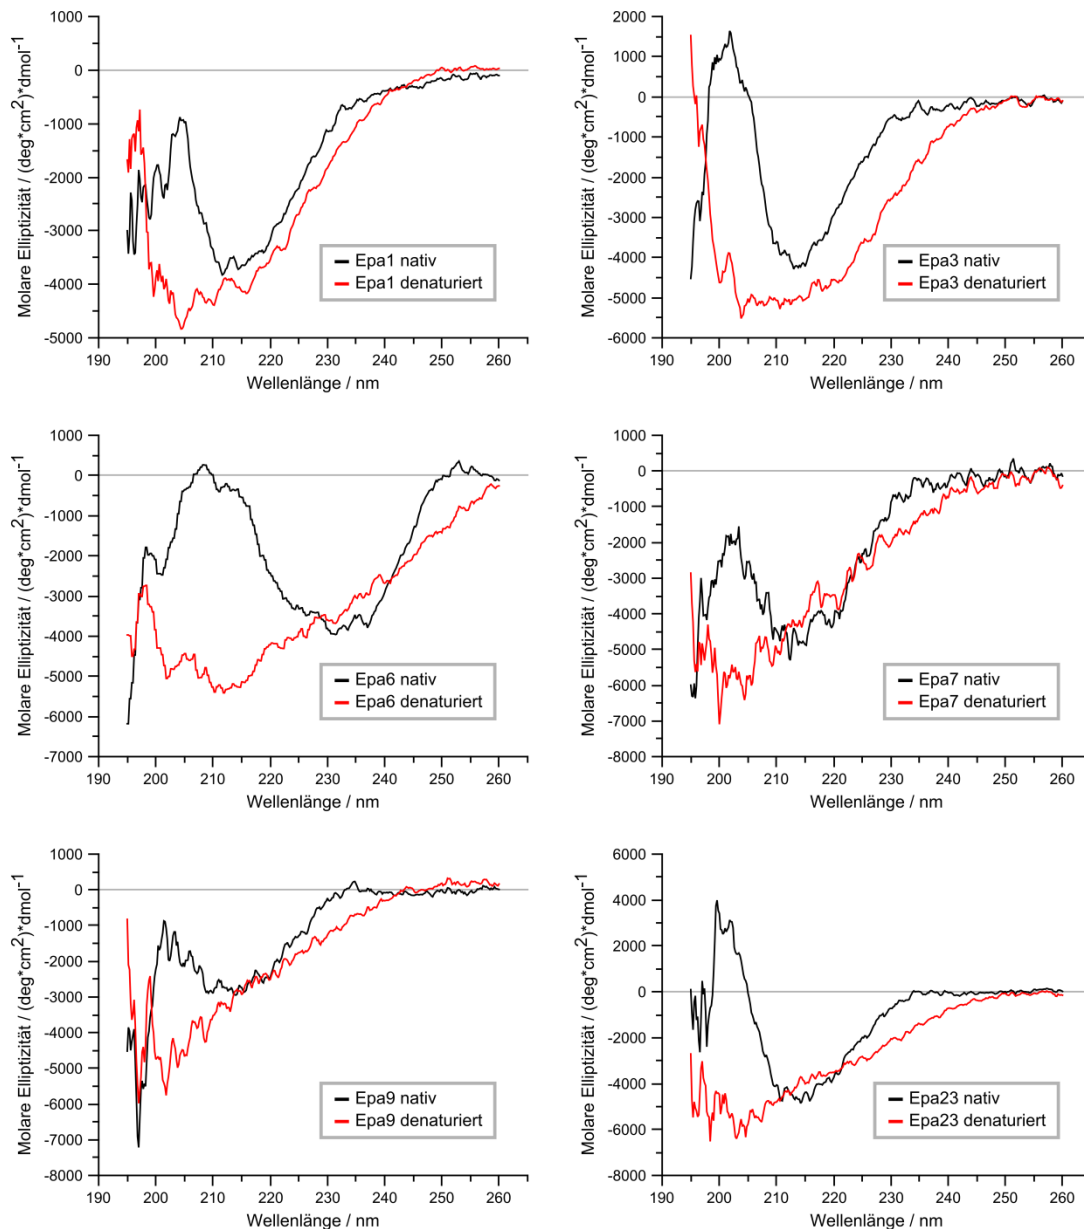 1000
0
-1000
-2000
-3000
-4000
-5000
190 200 210 220 230 240 250 260
Molare Elliptizität / (deg*cm²)*dmol⁻¹
Wellenlänge / nm
Epa1 nativ
Epa1 denaturiert
2000
1000
0
-1000
-2000
-3000
-4000
-5000
-6000
190 200 210 220 230 240 250 260
Molare Elliptizität / (deg*cm²)*dmol⁻¹
Wellenlänge / nm
Epa3 nativ
Epa3 denaturiert
1000
0
-1000
-2000
-3000
-4000
-5000
-6000
-7000
190 200 210 220 230 240 250 260
Molare Elliptizität / (deg*cm²)*dmol⁻¹
Wellenlänge / nm
Epa6 nativ
Epa6 denaturiert
1000
0
-1000
-2000
-3000
-4000
-5000
-6000
-7000
-8000
190 200 210 220 230 240 250 260
Molare Elliptizität / (deg*cm²)*dmol⁻¹
Wellenlänge / nm
Epa7 nativ
Epa7 denaturiert
1000
0
-1000
-2000
-3000
-4000
-5000
-6000
-7000
-8000
190 200 210 220 230 240 250 260
Molare Elliptizität / (deg*cm²)*dmol⁻¹
Wellenlänge / nm
Epa9 nativ
Epa9 denaturiert
6000
4000
2000
0
-2000
-4000
-6000
-8000
190 200 210 220 230 240 250 260
Molare Elliptizität / (deg*cm²)*dmol⁻¹
Wellenlänge / nm
Epa23 nativ
Epa23 denaturiert